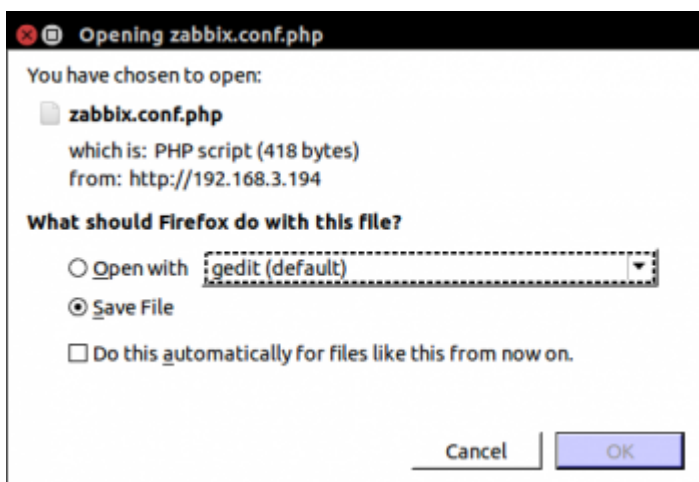 Opening zabbix.conf.php
You have chosen to open:
zabbix.conf.php
which is: PHP script (418 bytes)
from: http://192.168.3.194
What should Firefox do with this file?
Open with gedit (default)
Save File
Do this automatically for files like this from now on.
Cancel OK